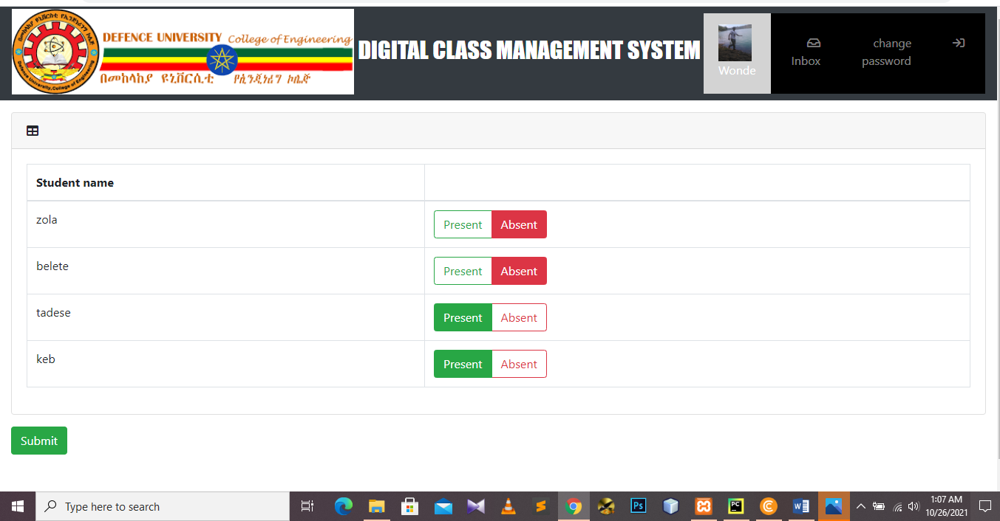 DEFENCE UNIVERSITY College of Engineering
በመከላከያ ዩኒቨርሲቲ የኢንጂነሪንግ ኮሌጅ
DIGITAL CLASS MANAGEMENT SYSTEM
Wonde
Inbox
change
password
Student name
zola
Present Absent
belete
Present Absent
tadese
Present Absent
keb
Present Absent
Submit
Type here to search
Ps
PC
W
1:07 AM
10/26/2021